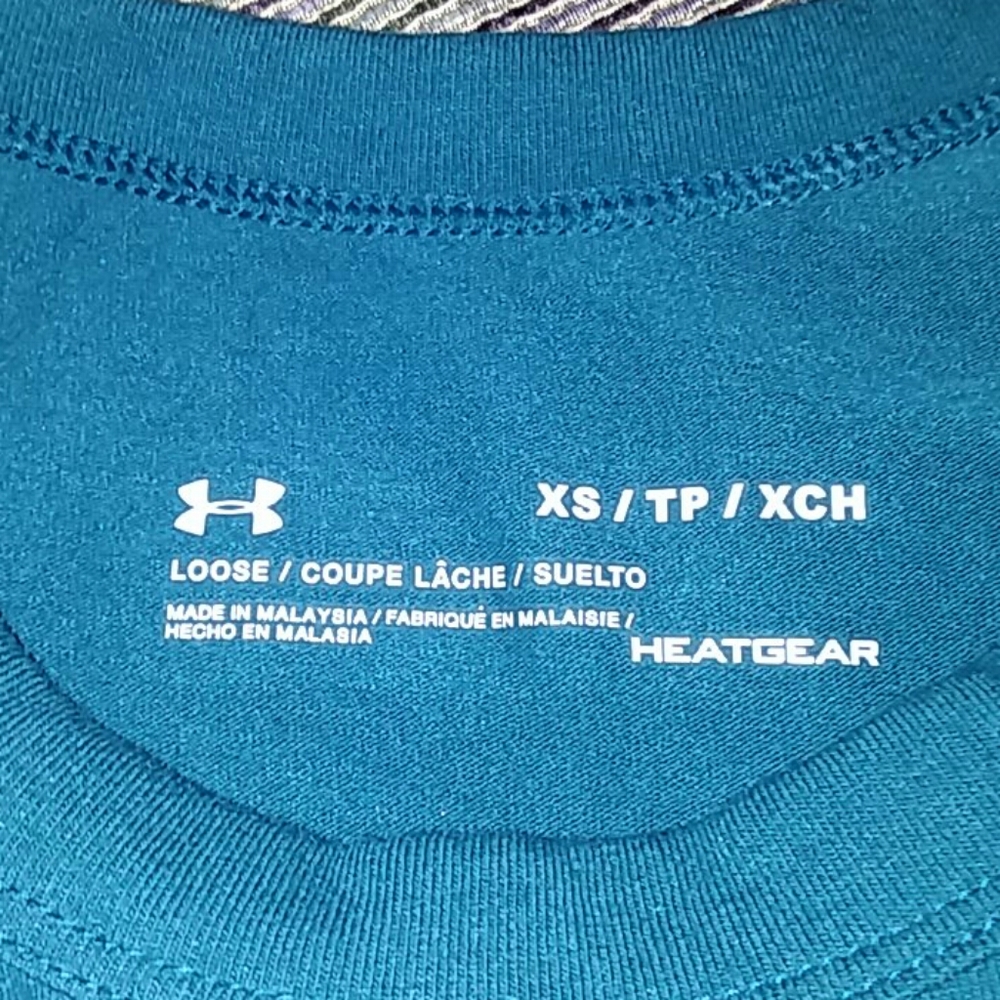 XS / TP / XCH
LOOSE / COUPE LÂCHE / SUELTO
MADE IN MALAYSIA / FABRIQUÉ EN MALAISIE /
HECHO EN MALASIA
HEATGEAR